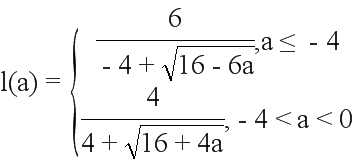 l(a) = { 6 / (- 4 + √(16 - 6a)), a ≤ - 4
4 / (4 + √(16 + 4a)), - 4 < a < 0